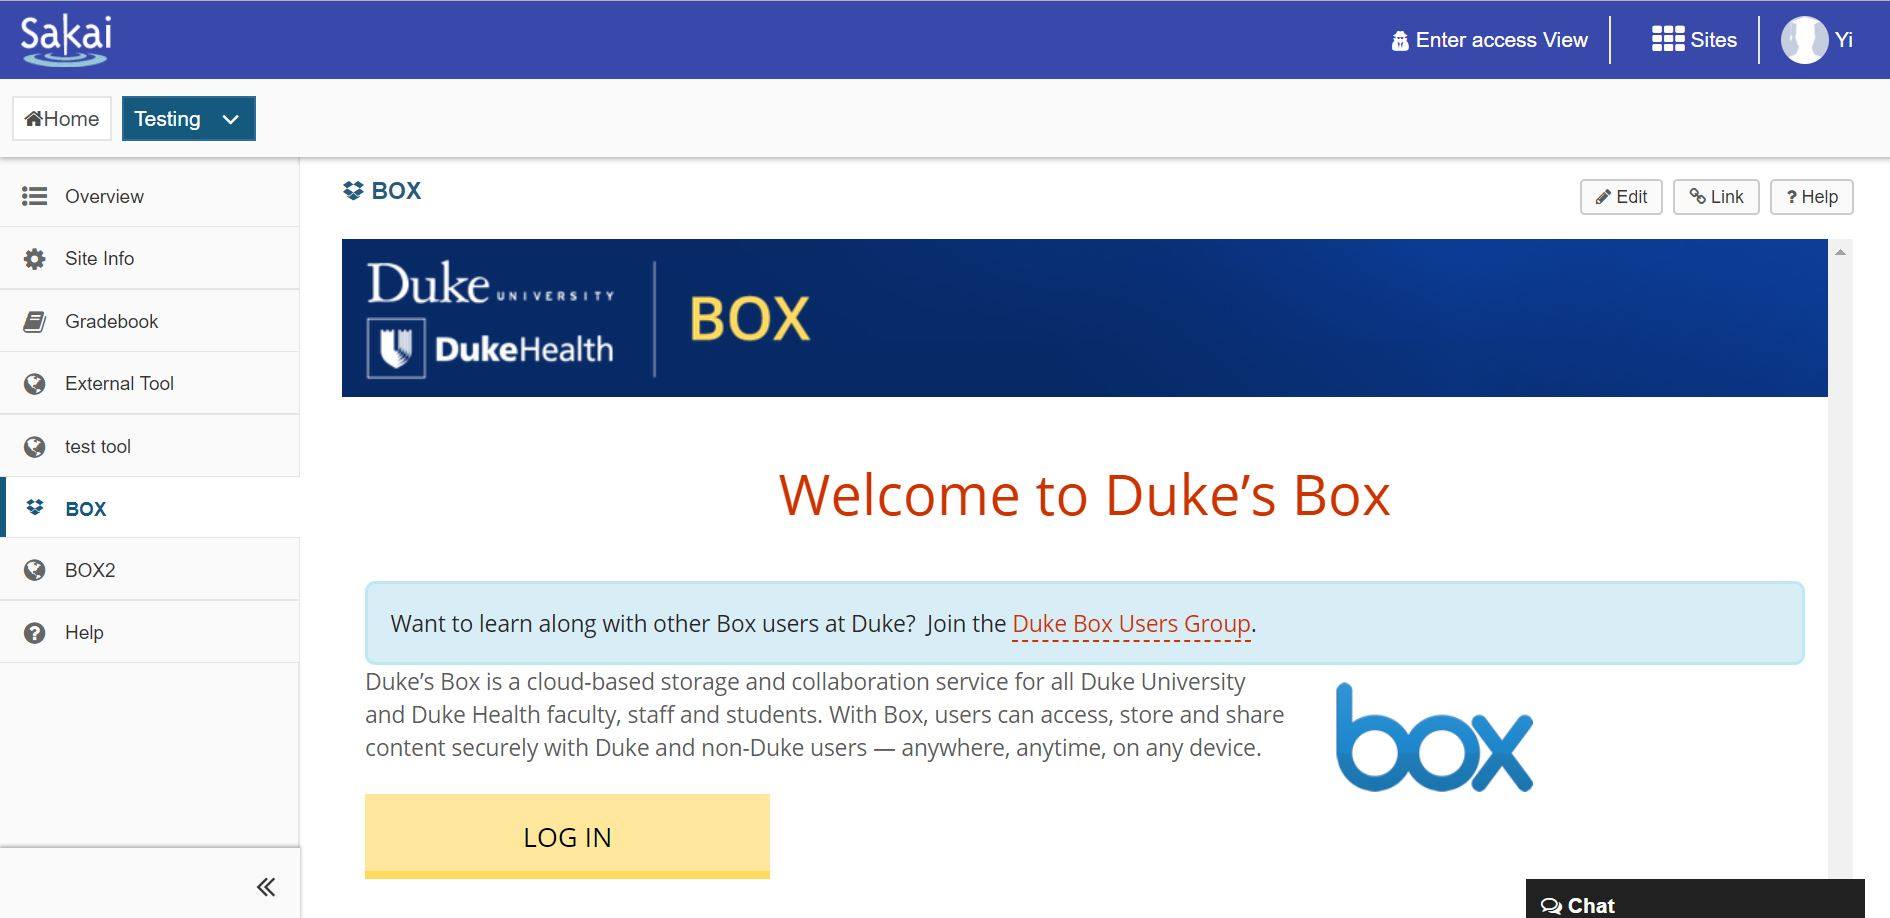 Sakai
Enter access View
Sites
Yi
Home
Testing
Overview
Site Info
Gradebook
External Tool
test tool
BOX
BOX2
Help
BOX
Edit
Link
? Help
Duke UNIVERSITY
DukeHealth
BOX
Welcome to Duke’s Box
Want to learn along with other Box users at Duke? Join the Duke Box Users Group.
Duke’s Box is a cloud-based storage and collaboration service for all Duke University
and Duke Health faculty, staff and students. With Box, users can access, store and share
content securely with Duke and non-Duke users — anywhere, anytime, on any device.
box
LOG IN
Chat